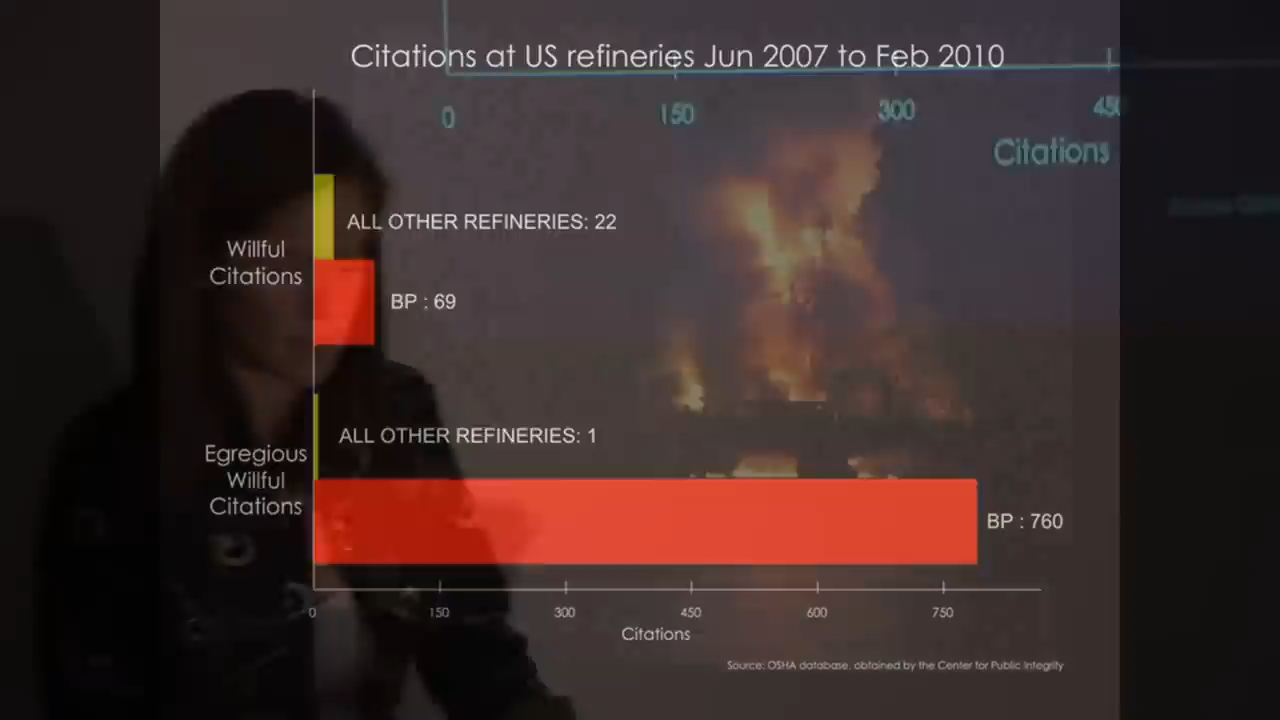 Citations at US refineries Jun 2007 to Feb 2010
0 150 300 450
Citations
ALL OTHER REFINERIES: 22
Willful
Citations
BP : 69
ALL OTHER REFINERIES: 1
Egregious
Willful
Citations
BP : 760
0 150 300 450 600 750
Citations
Source: OSHA database, obtained by the Center for Public Integrity